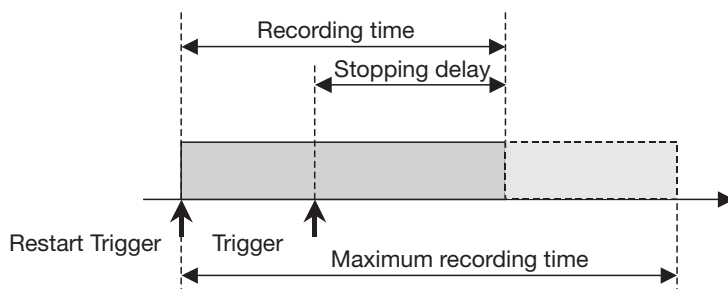 Recording time
Stopping delay
Restart Trigger
Trigger
Maximum recording time